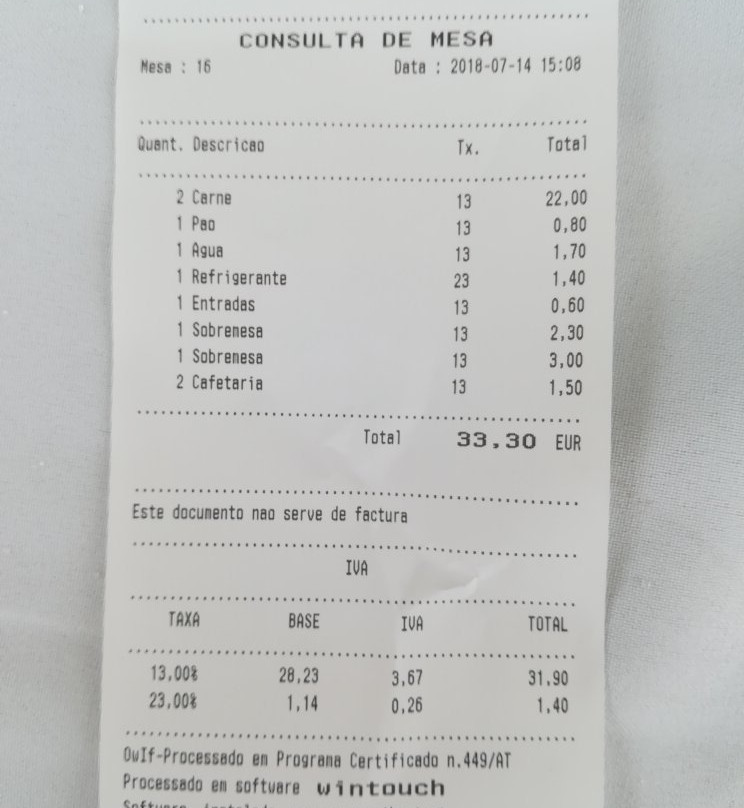 CONSULTA DE MESA
Mesa : 16 Data : 2018-07-14 15:08
Quant. Descricao Tx. Total
2 Carne 13 22,00
1 Pao 13 0,80
1 Agua 13 1,70
1 Refrigerante 23 1,40
1 Entradas 13 0,60
1 Sobremesa 13 2,30
1 Sobremesa 13 3,00
2 Cafetaria 13 1,50
Total 33,30 EUR
Este documento nao serve de factura
IVA
TAXA BASE IVA TOTAL
13,00% 28,23 3,67 31,90
23,00% 1,14 0,26 1,40
OwIf-Processado em Programa Certificado n.449/AT
Processado em software wintouch
Software